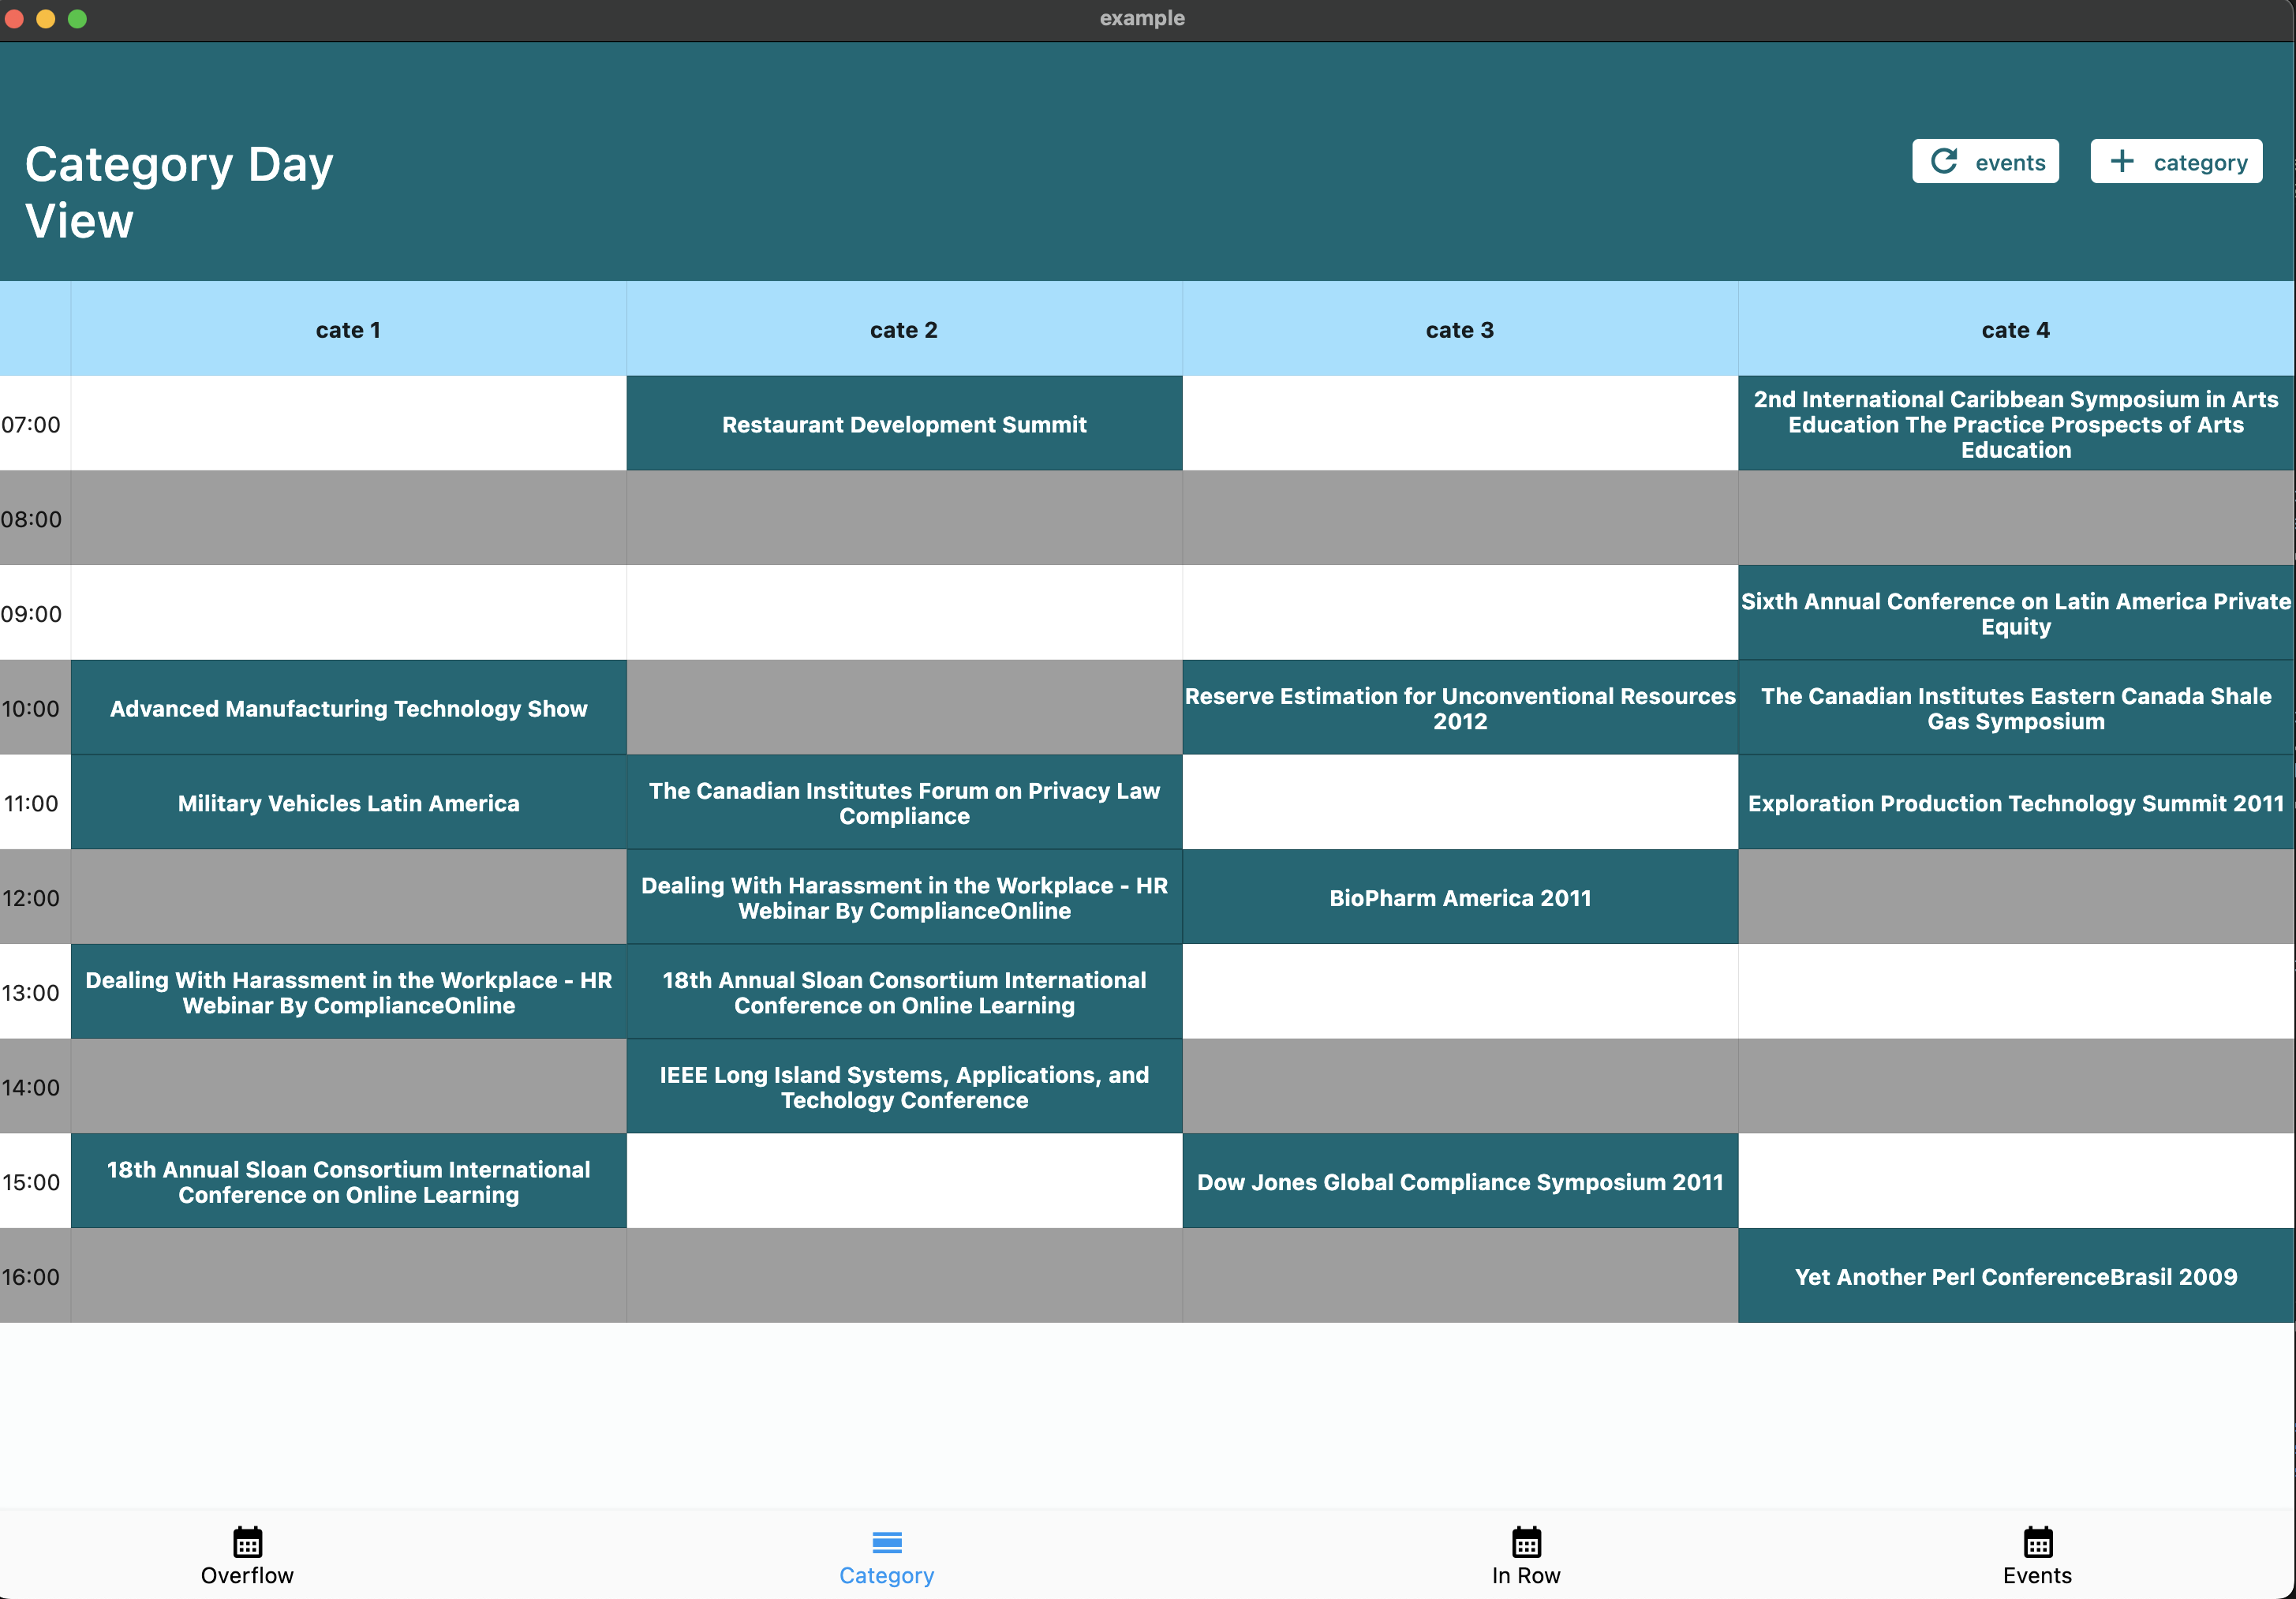 example
Category Day
View
events
category
cate 1
cate 2
cate 3
cate 4
07:00
Restaurant Development Summit
2nd International Caribbean Symposium in Arts
Education The Practice Prospects of Arts
Education
08:00
09:00
Sixth Annual Conference on Latin America Private
Equity
10:00
Advanced Manufacturing Technology Show
Reserve Estimation for Unconventional Resources
2012
The Canadian Institutes Eastern Canada Shale
Gas Symposium
11:00
Military Vehicles Latin America
The Canadian Institutes Forum on Privacy Law
Compliance
Exploration Production Technology Summit 2011
12:00
Dealing With Harassment in the Workplace - HR
Webinar By ComplianceOnline
BioPharm America 2011
13:00
Dealing With Harassment in the Workplace - HR
Webinar By ComplianceOnline
18th Annual Sloan Consortium International
Conference on Online Learning
14:00
IEEE Long Island Systems, Applications, and
Techology Conference
15:00
18th Annual Sloan Consortium International
Conference on Online Learning
Dow Jones Global Compliance Symposium 2011
16:00
Yet Another Perl ConferenceBrasil 2009
Overflow
Category
In Row
Events